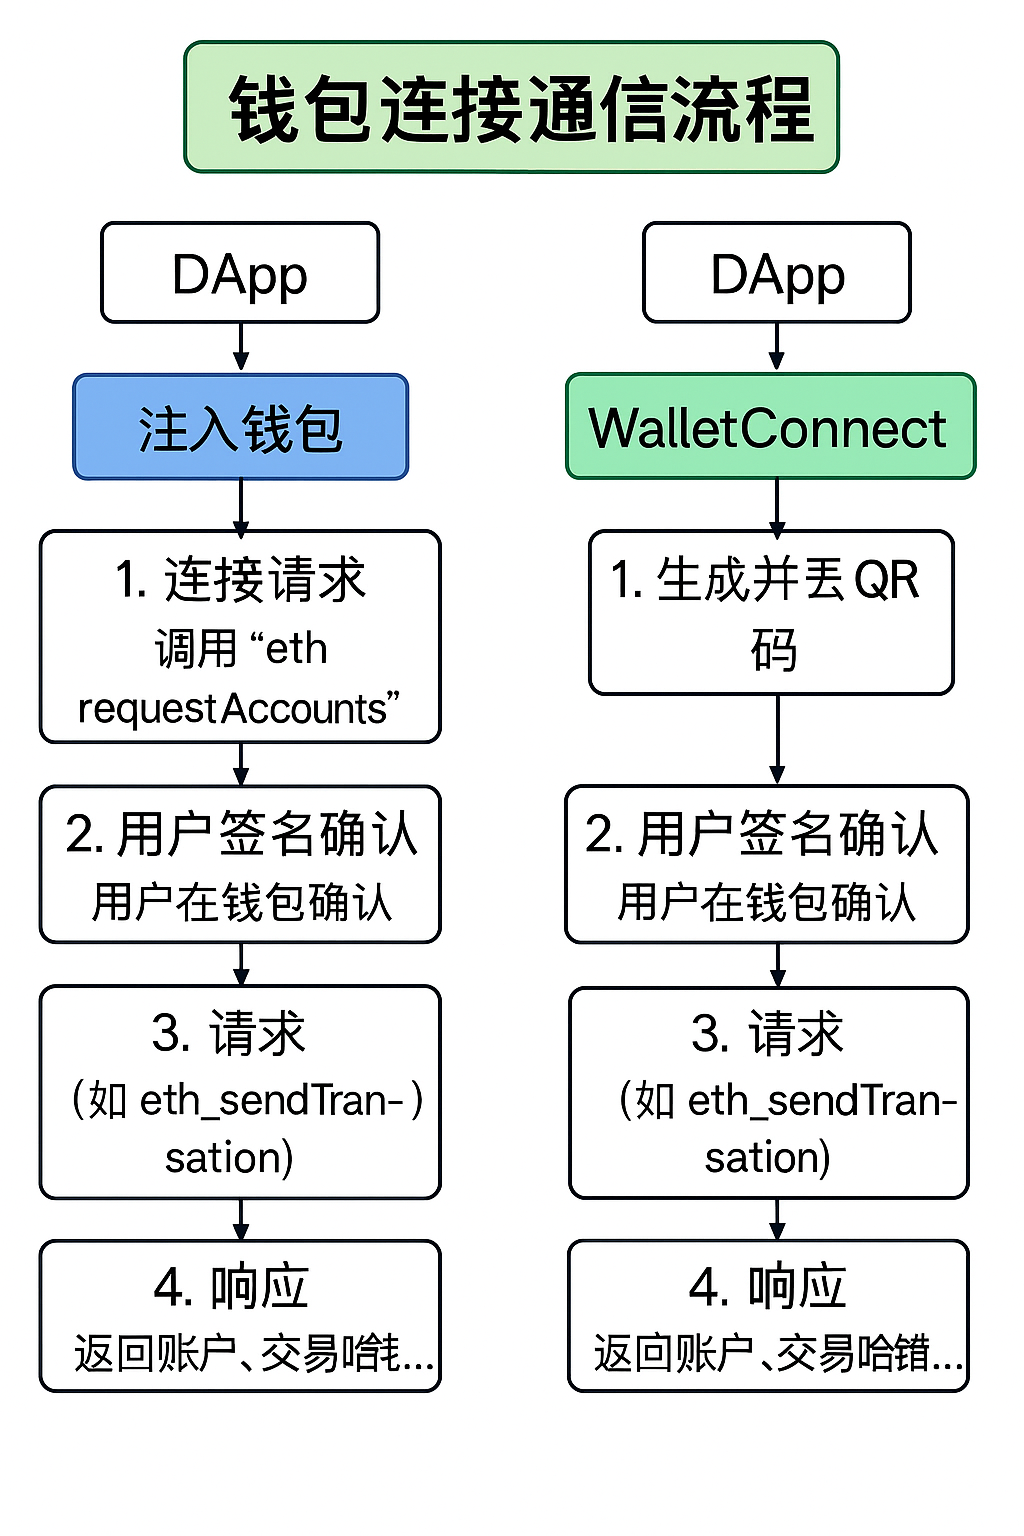 钱包连接通信流程
DApp
注入钱包
1. 连接请求
调用 “eth
requestAccounts”
2. 用户签名确认
用户在钱包确认
3. 请求
(如 eth_sendTran-)
sation)
4. 响应
返回账户、交易哈...
DApp
WalletConnect
1. 生成并丢 QR
码
2. 用户签名确认
用户在钱包确认
3. 请求
(如 eth_sendTran-
sation)
4. 响应
返回账户、交易哈错...